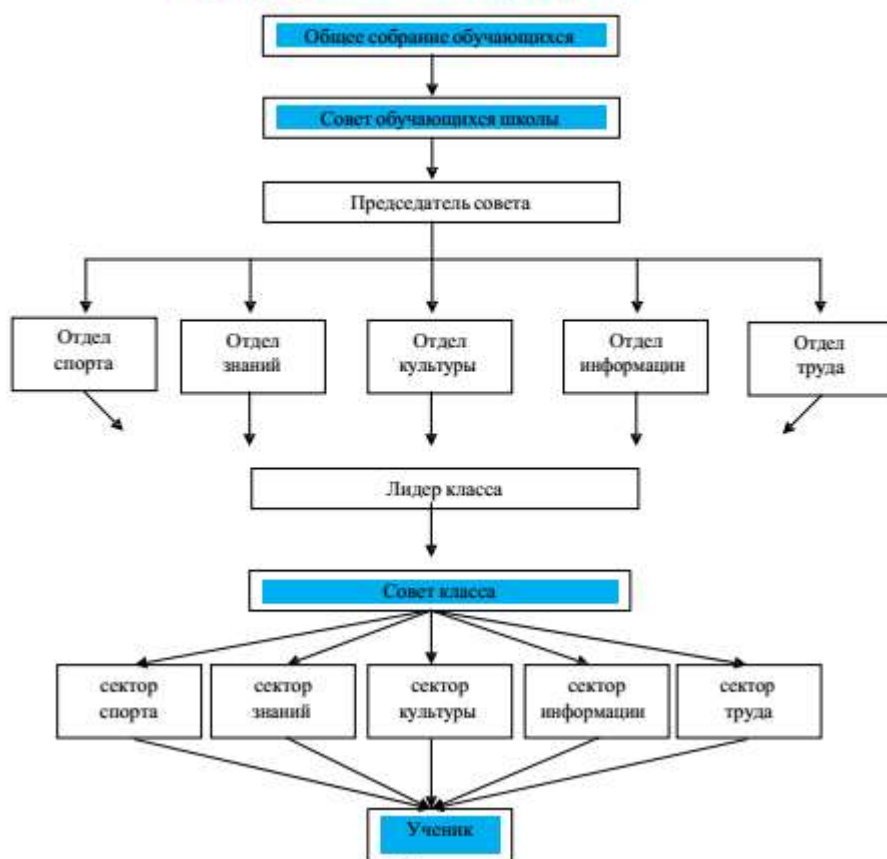 Общее собрание обучающихся
Совет обучающихся школы
Председатель совета
Отдел
спорта
Отдел
знаний
Отдел
культуры
Отдел
информации
Отдел
труда
Лидер класса
Совет класса
сектор
спорта
сектор
знаний
сектор
культуры
сектор
информации
сектор
труда
Ученик